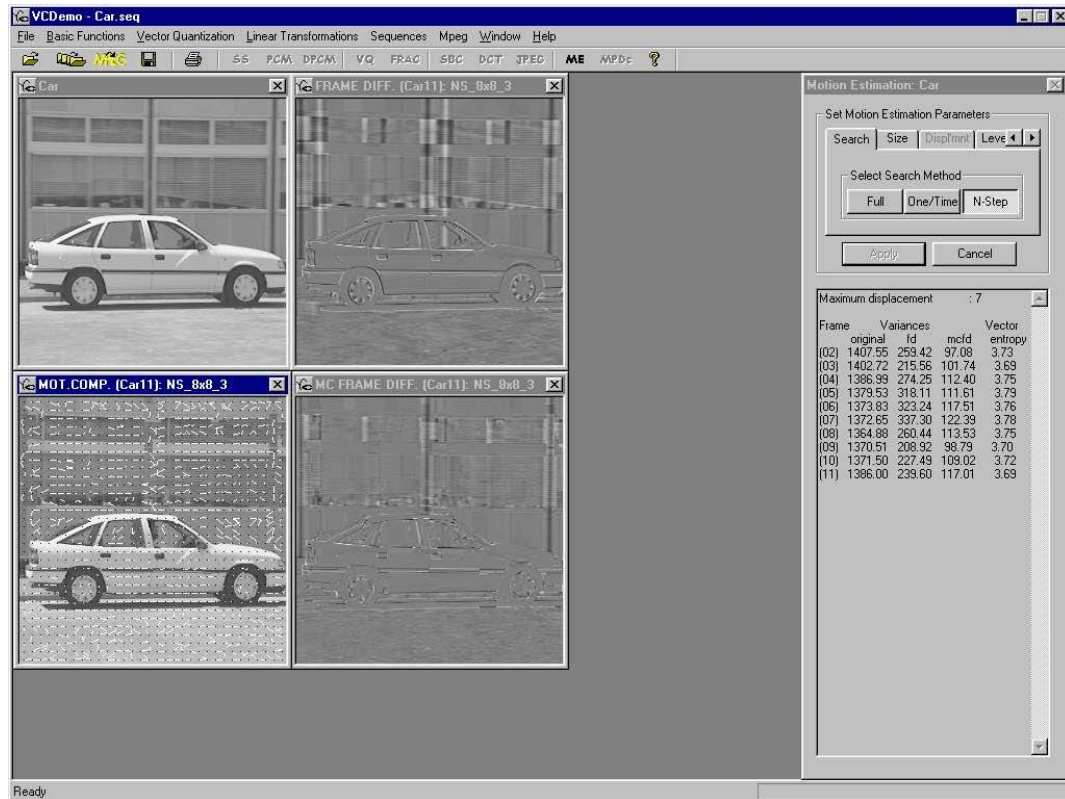 VCDemo - Car.seq
File Basic Functions Vector Quantization Linear Transformations Sequences Mpeg Window Help
SS PCM DPCM VQ FRAC SBC DCT JPEG ME MPDc ?
Car
FRAME DIFF. (Car11): NS_8x8_3
MOT.COMP. (Car11): NS_8x8_3
MC FRAME DIFF. (Car11): NS_8x8_3
Motion Estimation: Car
Set Motion Estimation Parameters
Search Size Displ'mnt Leve
Select Search Method
Full One/Time N-Step
Apply Cancel
Maximum displacement : 7
Frame Variances Vector
original fd mcfd entropy
(02) 1407.55 259.42 97.08 3.73
(03) 1402.72 215.56 101.74 3.69
(04) 1386.99 274.25 112.40 3.75
(05) 1379.53 318.11 111.61 3.79
(06) 1373.83 323.24 117.51 3.76
(07) 1372.65 337.30 122.39 3.78
(08) 1364.88 260.44 113.53 3.75
(09) 1370.51 208.92 98.79 3.70
(10) 1371.50 227.49 109.02 3.72
(11) 1386.00 239.60 117.01 3.69
Ready